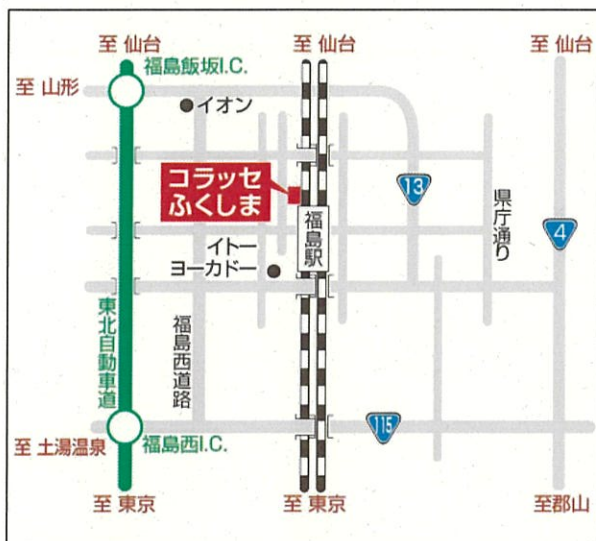 至 仙台
至 仙台
至 仙台
福島飯坂I.C.
至 山形
イオン
コラッセ
ふくしま
13
県庁通り
4
福島駅
イトー
ヨーカドー
東北自動車道
福島西道路
115
至 土湯温泉
福島西I.C.
至 東京
至 東京
至郡山